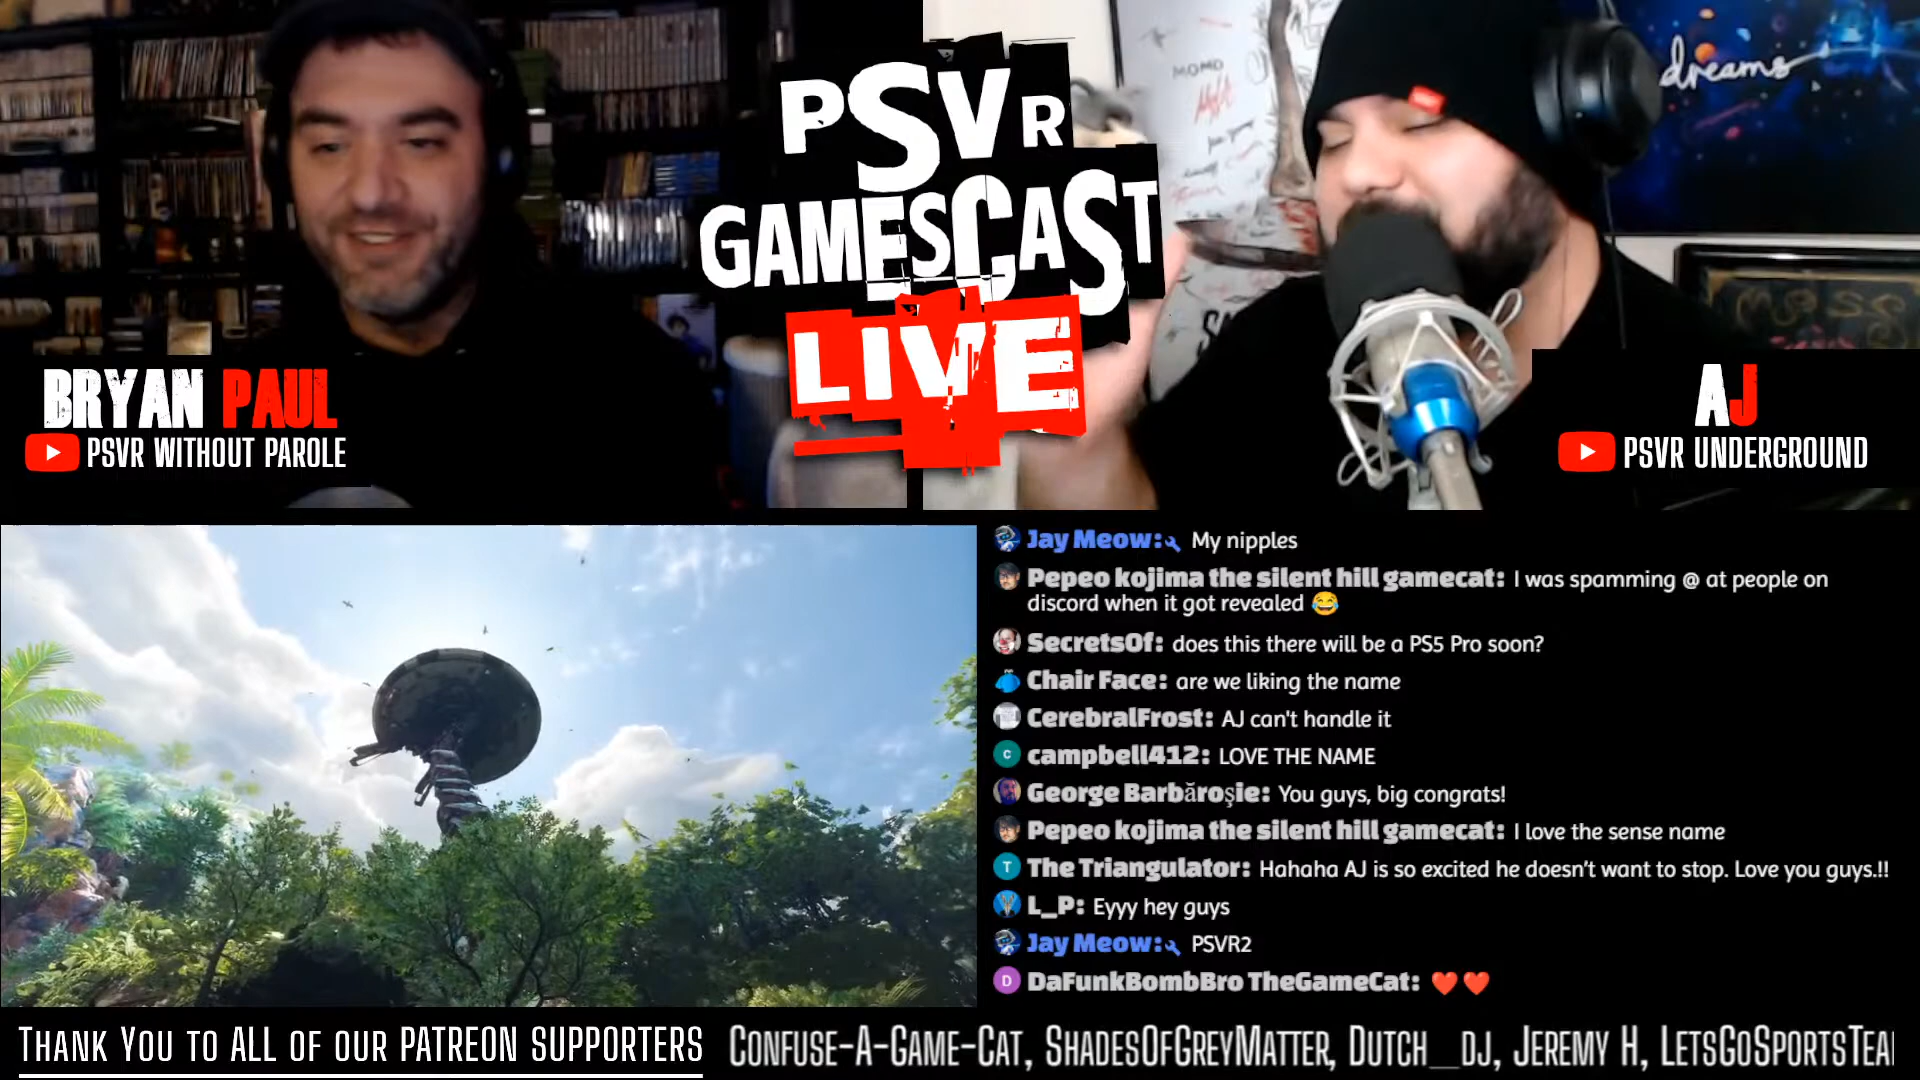 PSVR
GAMESCAST
LIVE
MOMO
dreams
BRYAN PAUL
PSVR WITHOUT PAROLE
AJ
PSVR UNDERGROUND
Jay Meow: My nipples
Pepeo kojima the silent hill gamecat: I was spamming @ at people on
discord when it got revealed 😂
SecretsOf: does this there will be a PS5 Pro soon?
Chair Face: are we liking the name
CerebralFrost: AJ can't handle it
C campbell412: LOVE THE NAME
George Barbăroşie: You guys, big congrats!
Pepeo kojima the silent hill gamecat: I love the sense name
T The Triangulator: Hahaha AJ is so excited he doesn't want to stop. Love you guys.!!
L_P: Eyyy hey guys
Jay Meow: PSVR2
D DaFunkBombBro TheGameCat: ❤️❤️
THANK YOU TO ALL OF OUR PATREON SUPPORTERS CONFUSE-A-GAME-CAT, SHADESOFGREYMATTER, DUTCH__DJ, JEREMY H, LETSGOSPORTSTEA